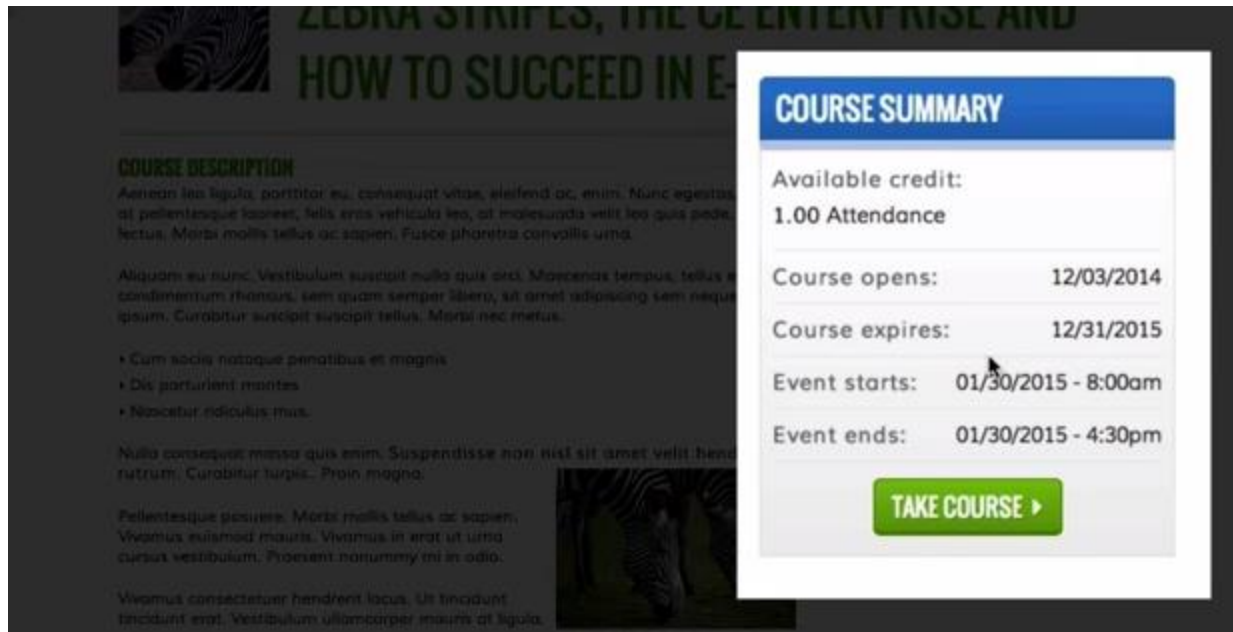 ZEBRA STRIPES, THE CE ENTERPRISE AND
HOW TO SUCCEED IN E-
COURSE DESCRIPTION
Aenean leo ligula, porttitor eu, consequat vitae, eleifend ac, enim. Nunc egestas,
at pellentesque laoreet, felis eros vehicula leo, at malesuada velit leo quis pede.
lectus. Morbi mollis tellus ac sapien. Fusce pharetra convallis urna.
Aliquam eu nunc. Vestibulum suscipit nulla quis orci. Maecenas tempus, tellus
condimentum rhoncus, sem quam semper libero, sit amet adipiscing sem neque
ipsum. Curabitur suscipit suscipit tellus. Morbi nec metus.
• Cum sociis natoque penatibus et magnis
• Dis parturient montes
• Nascetur ridiculus mus.
Nulla consequat massa quis enim. Suspendisse non nisl sit amet velit hend
rutrum. Curabitur turpis.. Proin magna.
Pellentesque posuere. Morbi mollis tellus ac sapien.
Vivamus euismod mauris. Vivamus in erat ut urna
cursus vestibulum. Praesent nonummy mi in odio.
Vivamus consectetuer hendrerit lacus. Ut tincidunt
tincidunt erat. Vestibulum ullamcorper mauris at ligula.
COURSE SUMMARY
Available credit:
1.00 Attendance
Course opens: 12/03/2014
Course expires: 12/31/2015
Event starts: 01/30/2015 - 8:00am
Event ends: 01/30/2015 - 4:30pm
TAKE COURSE